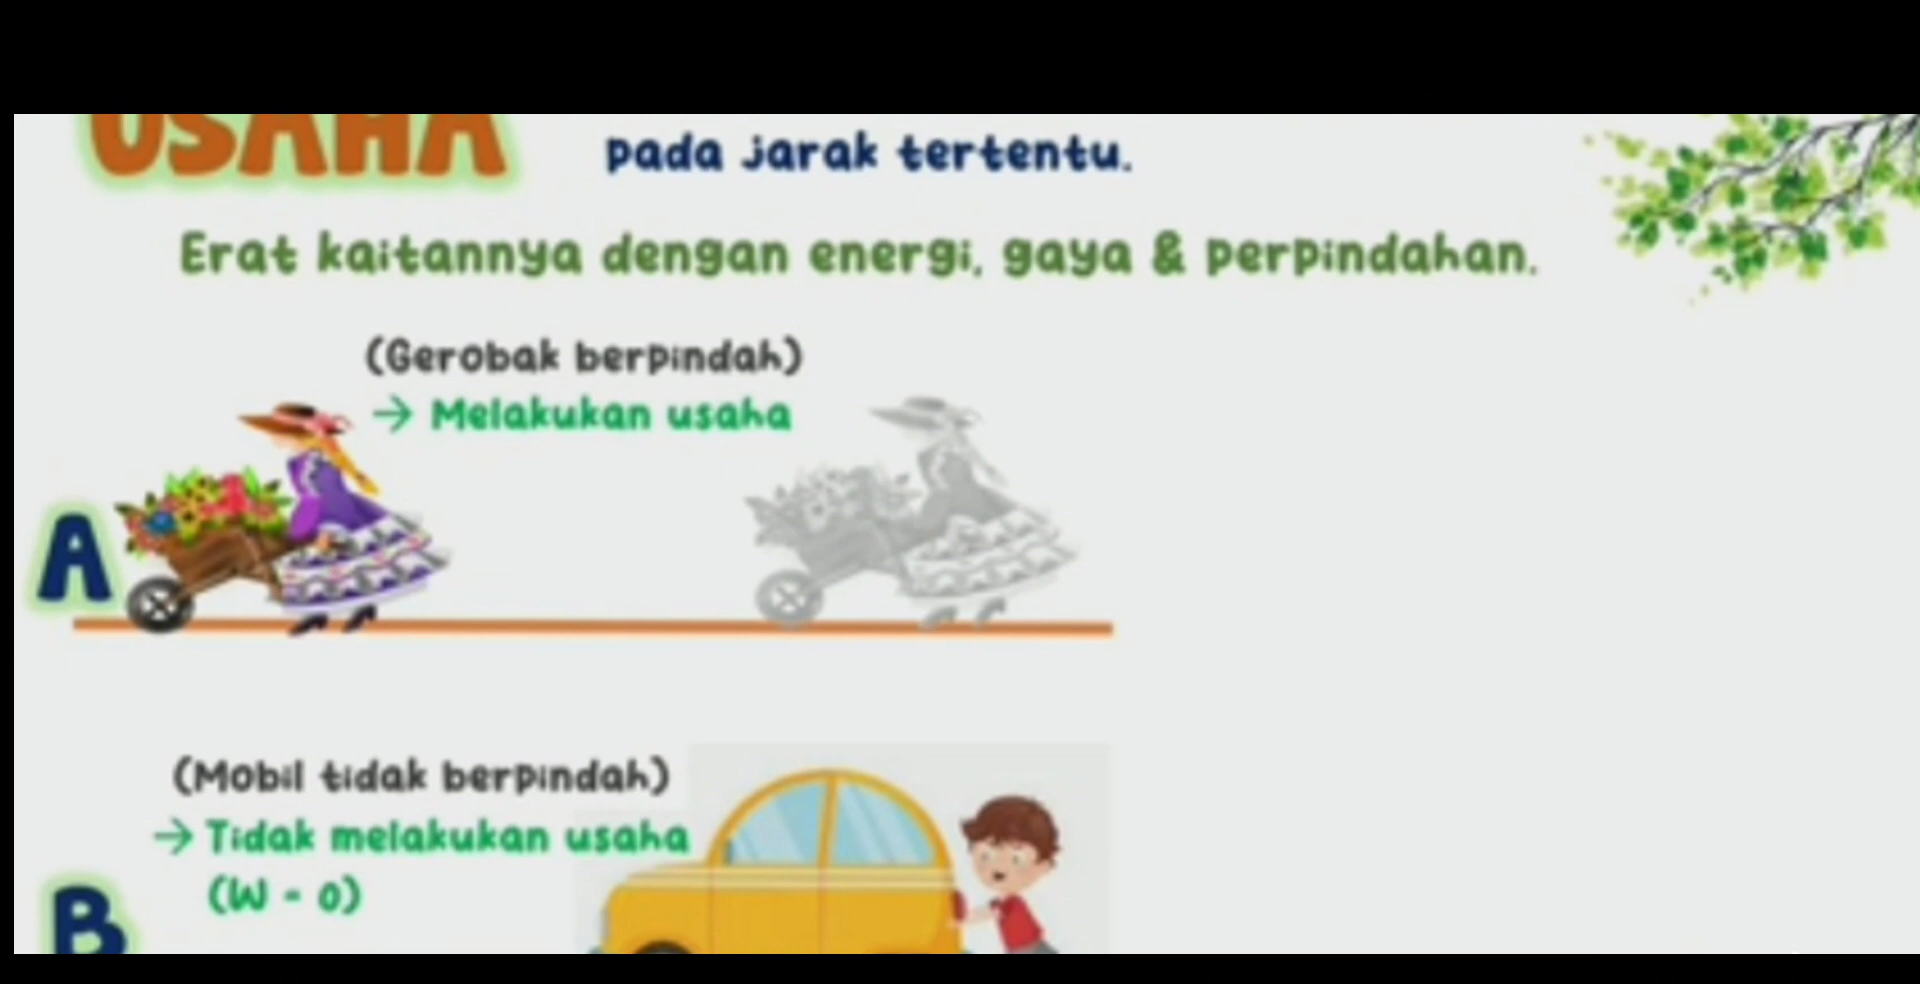 USAHA
pada jarak tertentu.
Erat kaitannya dengan energi, gaya & perpindahan.
(Gerobak berpindah)
→ Melakukan usaha
A
(Mobil tidak berpindah)
→ Tidak melakukan usaha
(W - 0)
B